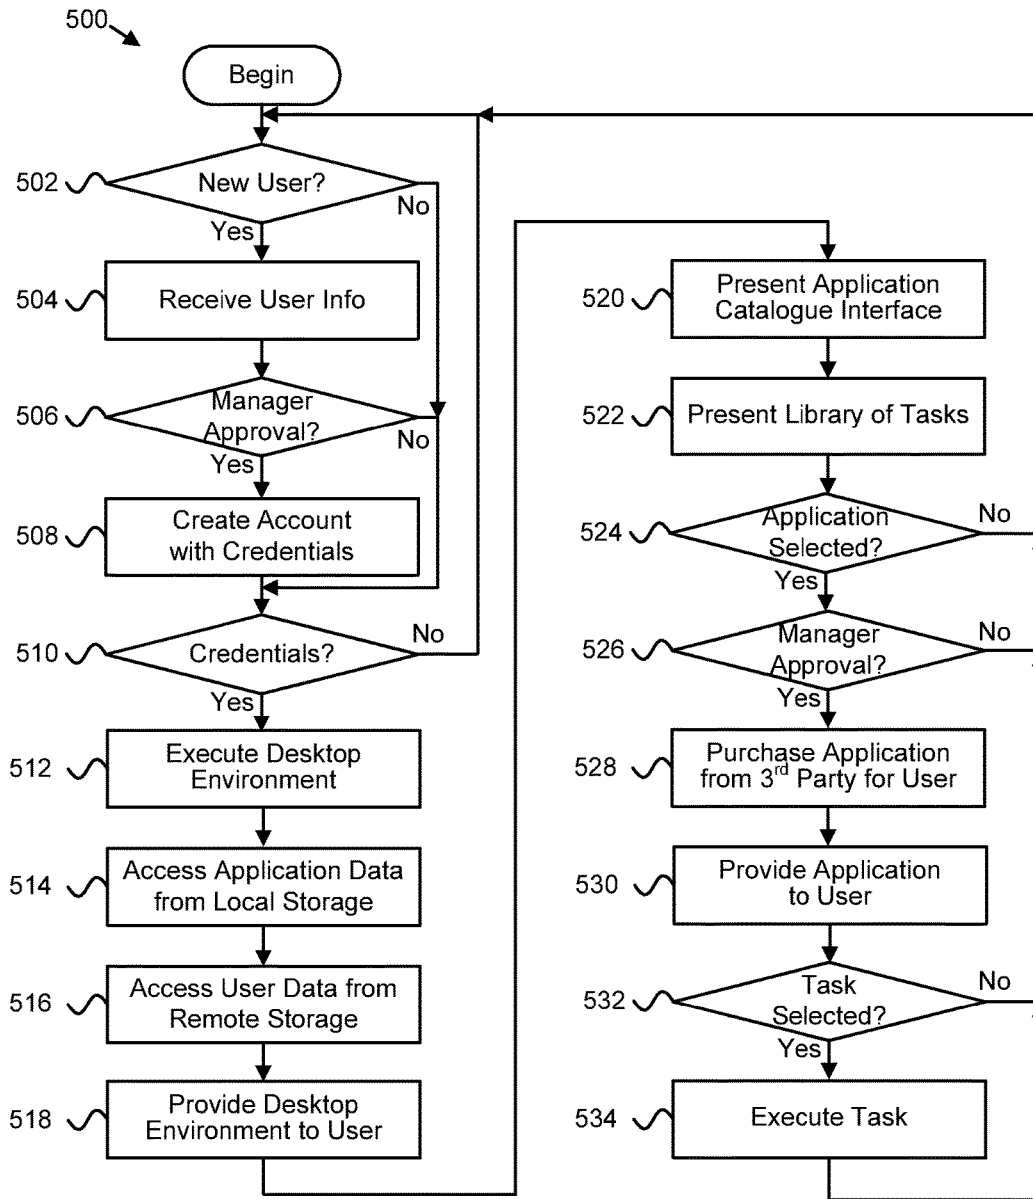 500
Begin
502
New User?
No
Yes
504
Receive User Info
506
Manager
Approval?
No
Yes
508
Create Account
with Credentials
510
Credentials?
No
Yes
512
Execute Desktop
Environment
514
Access Application Data
from Local Storage
516
Access User Data from
Remote Storage
518
Provide Desktop
Environment to User
520
Present Application
Catalogue Interface
522
Present Library of Tasks
524
Application
Selected?
No
Yes
526
Manager
Approval?
No
Yes
528
Purchase Application
from 3rd Party for User
530
Provide Application
to User
532
Task
Selected?
No
Yes
534
Execute Task